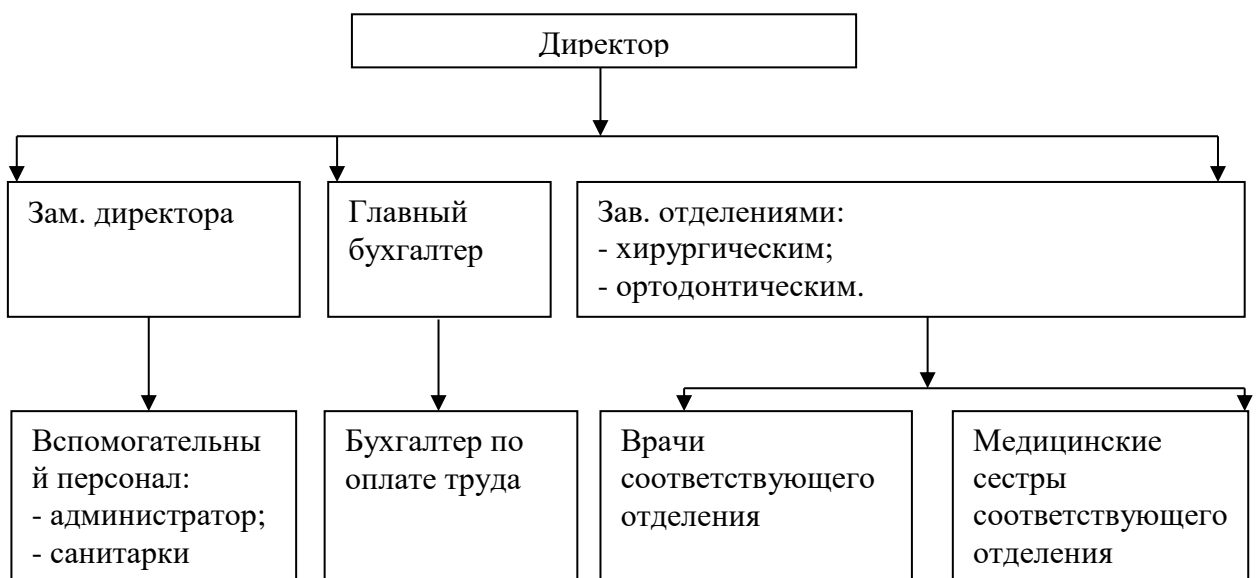 Директор
Зам. директора
Главный
бухгалтер
Зав. отделениями:
- хирургическим;
- ортодонтическим.
Вспомогательны
й персонал:
- администратор;
- санитарки
Бухгалтер по
оплате труда
Врачи
соответствующего
отделения
Медицинские
сестры
соответствующего
отделения